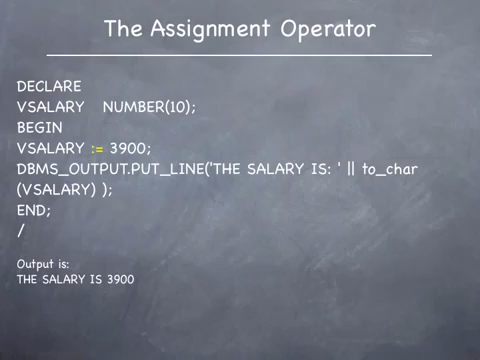 The Assignment Operator
DECLARE
VSALARY NUMBER(10);
BEGIN
VSALARY := 3900;
DBMS_OUTPUT.PUT_LINE('THE SALARY IS: ' || to_char
(VSALARY) );
END;
/
Output is:
THE SALARY IS 3900